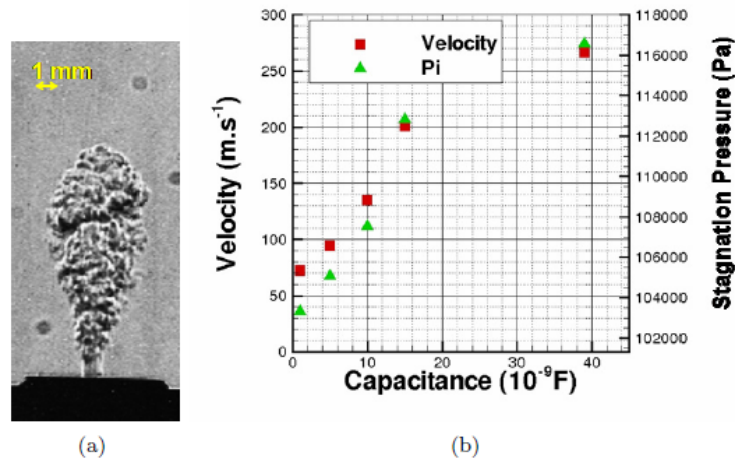 1 mm
(a)
300
250
200
150
100
50
0
Velocity (m.s⁻¹)
Velocity
Pi
118000
116000
114000
112000
110000
108000
106000
104000
102000
Stagnation Pressure (Pa)
0
10
20
30
40
Capacitance (10⁻⁹F)
(b)